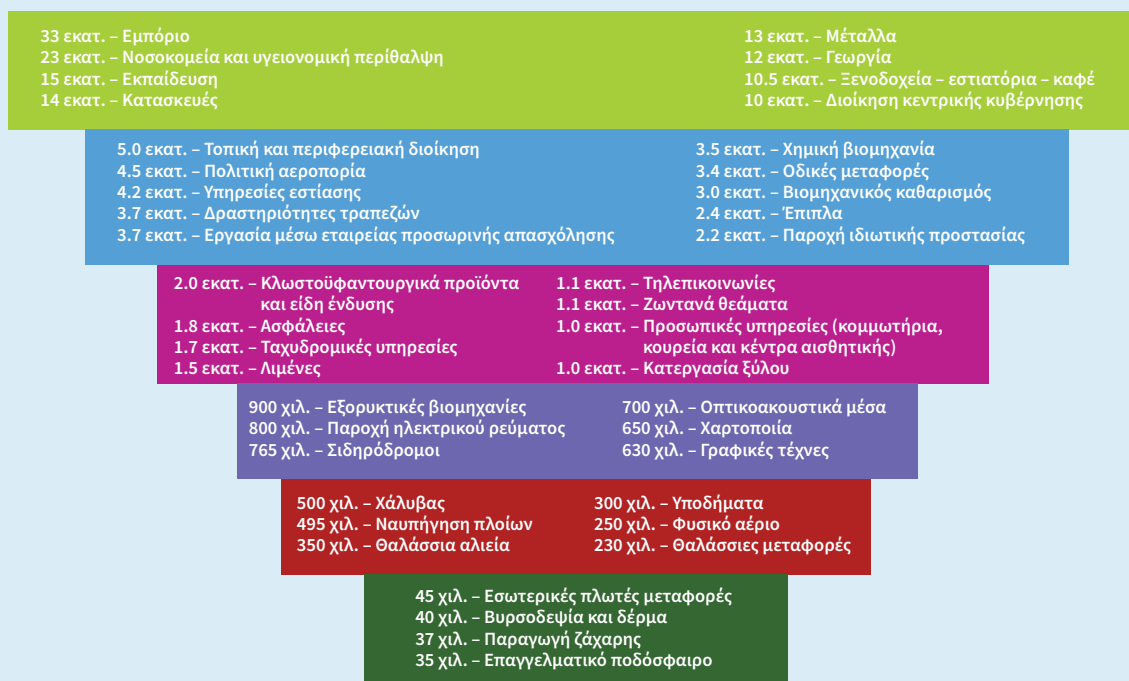 33 εκατ. – Εμπόριο
23 εκατ. – Νοσοκομεία και υγειονομική περίθαλψη
15 εκατ. – Εκπαίδευση
14 εκατ. – Κατασκευές
13 εκατ. – Μέταλλα
12 εκατ. – Γεωργία
10.5 εκατ. – Ξενοδοχεία – εστιατόρια – καφέ
10 εκατ. – Διοίκηση κεντρικής κυβέρνησης
5.0 εκατ. – Τοπική και περιφερειακή διοίκηση
4.5 εκατ. – Πολιτική αεροπορία
4.2 εκατ. – Υπηρεσίες εστίασης
3.7 εκατ. – Δραστηριότητες τραπεζών
3.7 εκατ. – Εργασία μέσω εταιρείας προσωρινής απασχόλησης
3.5 εκατ. – Χημική βιομηχανία
3.4 εκατ. – Οδικές μεταφορές
3.0 εκατ. – Βιομηχανικός καθαρισμός
2.4 εκατ. – Έπιπλα
2.2 εκατ. – Παροχή ιδιωτικής προστασίας
2.0 εκατ. – Κλωστοϋφαντουργικά προϊόντα
και είδη ένδυσης
1.8 εκατ. – Ασφάλειες
1.7 εκατ. – Ταχυδρομικές υπηρεσίες
1.5 εκατ. – Λιμένες
1.1 εκατ. – Τηλεπικοινωνίες
1.1 εκατ. – Ζωντανά θεάματα
1.0 εκατ. – Προσωπικές υπηρεσίες (κομμωτήρια,
κουρεία και κέντρα αισθητικής)
1.0 εκατ. – Κατεργασία ξύλου
900 χιλ. – Εξορυκτικές βιομηχανίες
800 χιλ. – Παροχή ηλεκτρικού ρεύματος
765 χιλ. – Σιδηρόδρομοι
700 χιλ. – Οπτικοακουστικά μέσα
650 χιλ. – Χαρτοποιία
630 χιλ. – Γραφικές τέχνες
500 χιλ. – Χάλυβας
495 χιλ. – Ναυπήγηση πλοίων
350 χιλ. – Θαλάσσια αλιεία
300 χιλ. – Υποδήματα
250 χιλ. – Φυσικό αέριο
230 χιλ. – Θαλάσσιες μεταφορές
45 χιλ. – Εσωτερικές πλωτές μεταφορές
40 χιλ. – Βυρσοδεψία και δέρμα
37 χιλ. – Παραγωγή ζάχαρης
35 χιλ. – Επαγγελματικό ποδόσφαιρο